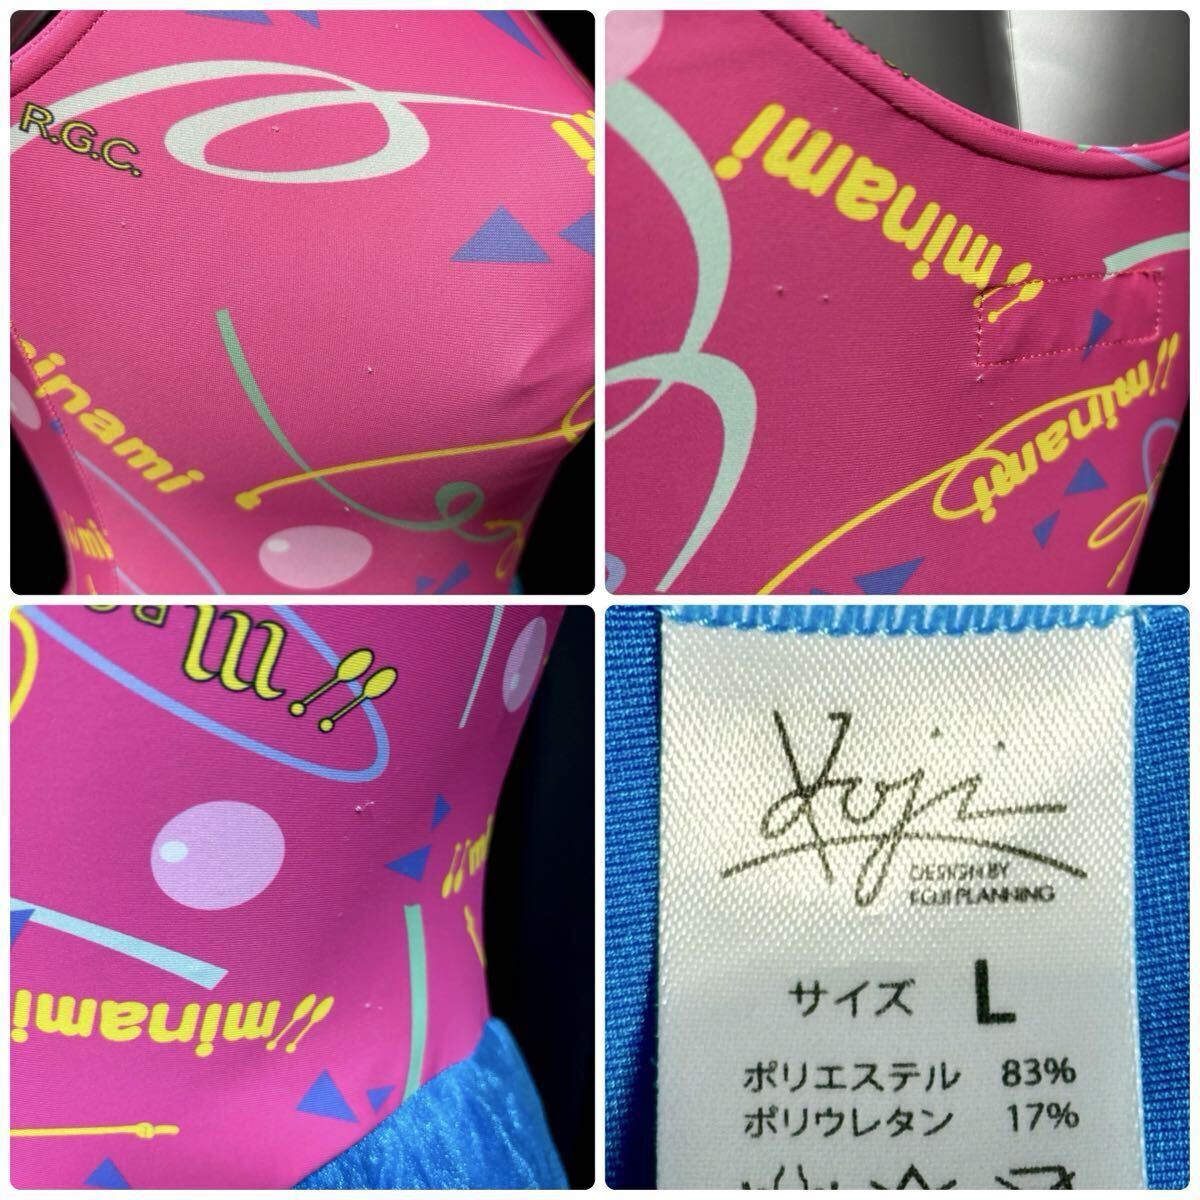 R.G.C.
minami
minami
mi
minami
minami
minami
m
minami
Koji
DESIGN BY
KOJI PLANNING
サイズ L
ポリエステル 83%
ポリウレタン 17%